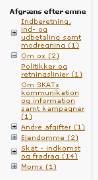 Afgræns efter emne
Indberetning,
ind- og
udbetaling samt
modregning (1)
Om os (2)
Politikker og
retningslinier (1)
Om SKATs
kommunikation
og information
samt kampagner
(1)
Andre afgifter (1)
Ejendomme (2)
Skat - indkomst
og fradrag (14)
Moms (1)